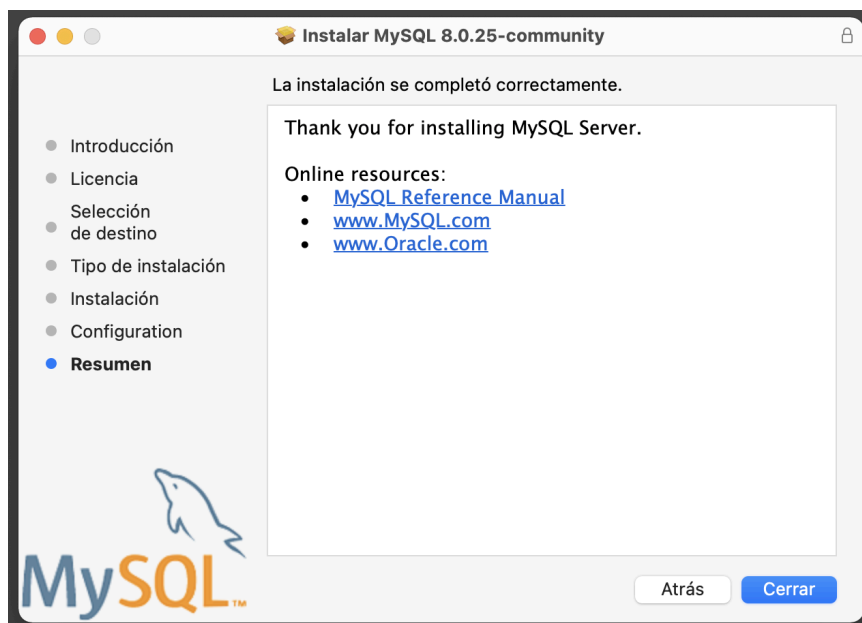 Instalar MySQL 8.0.25-community
La instalación se completó correctamente.
Introducción
Licencia
Selección
de destino
Tipo de instalación
Instalación
Configuration
Resumen
Thank you for installing MySQL Server.
Online resources:
• MySQL Reference Manual
• www.MySQL.com
• www.Oracle.com
MySQL™
Atrás
Cerrar